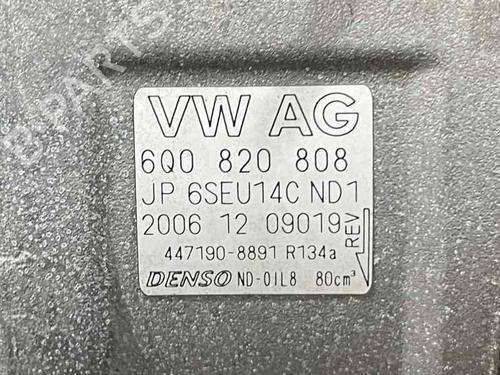 VW AG
6Q0 820 808
JP 6SEU14C ND1
2006 12 09019
REV
447190-8891 R134a
DENSO ND-OIL8 80cm³
B-PARTS